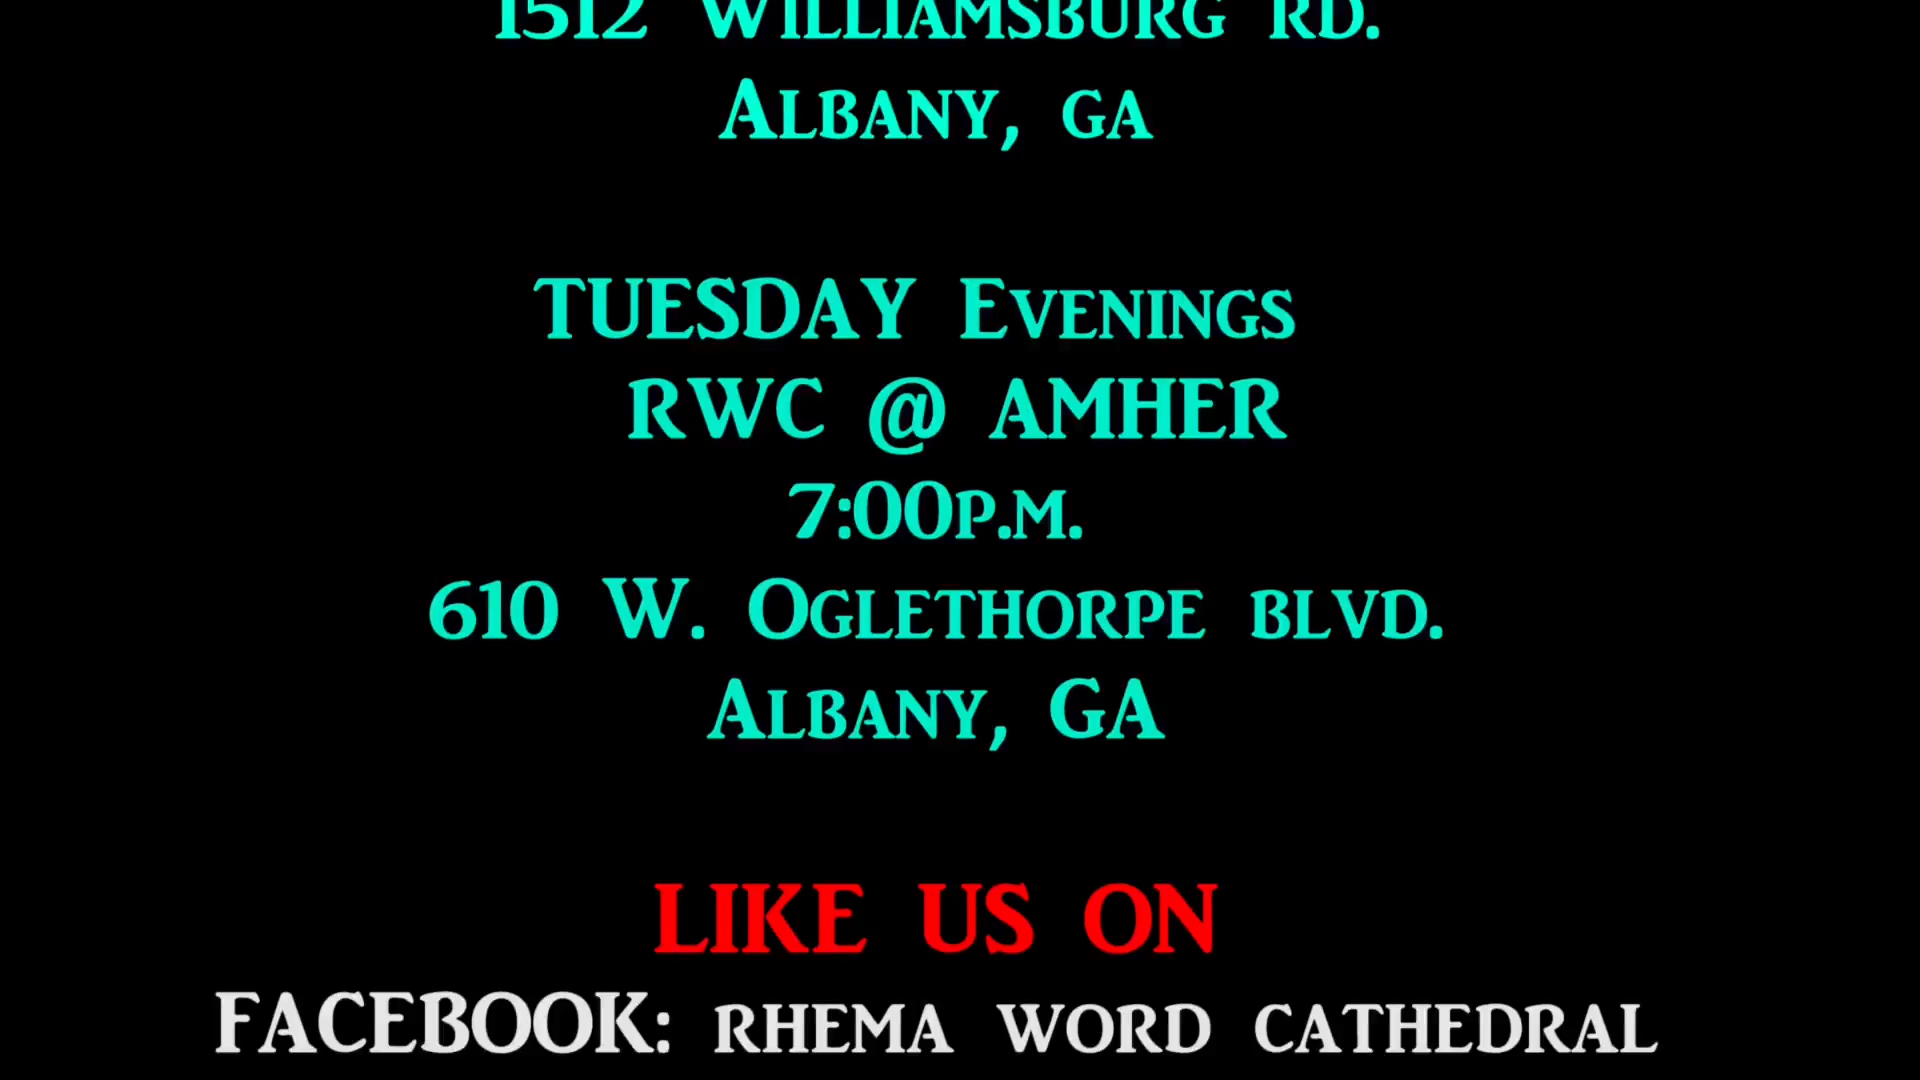 1512 Williamsburg rd.
Albany, ga
TUESDAY Evenings
RWC @ AMHER
7:00p.m.
610 W. Oglethorpe blvd.
Albany, GA
LIKE US ON
FACEBOOK: rhema word cathedral